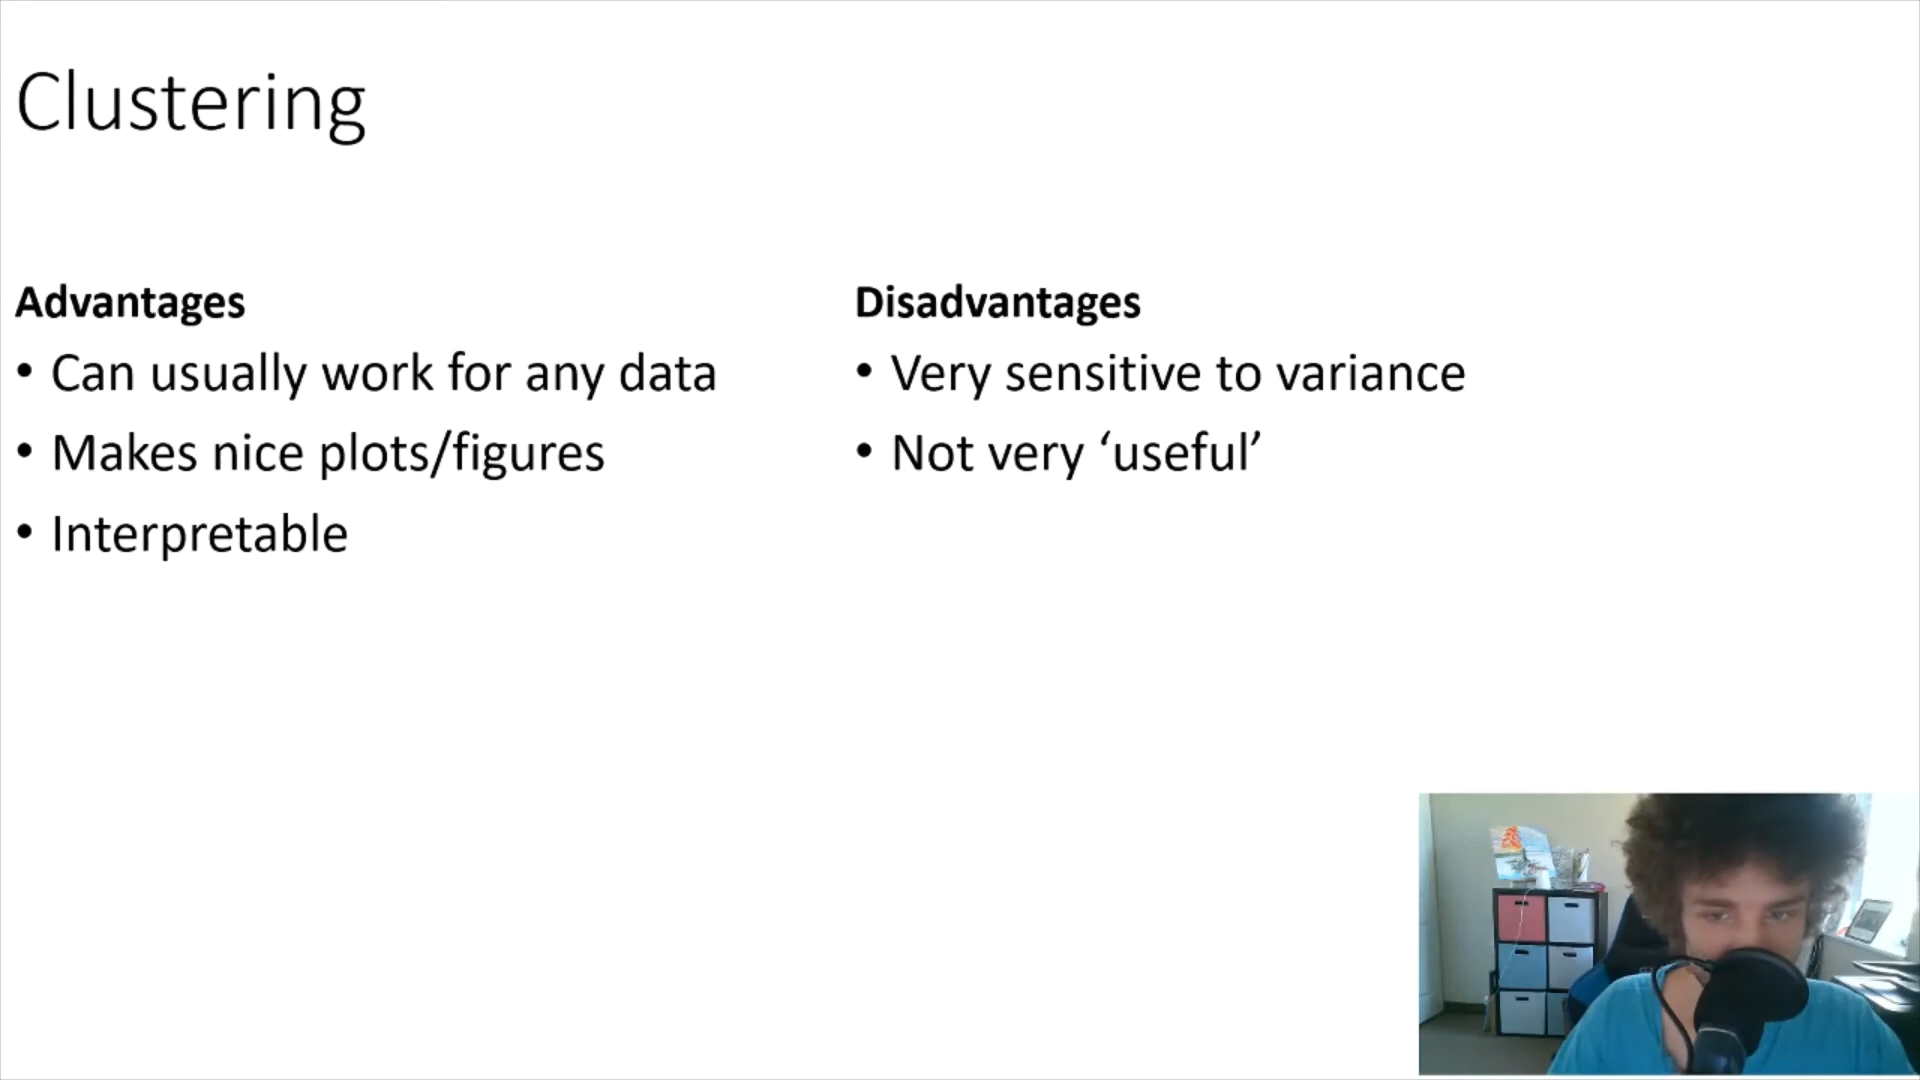 Clustering
Advantages
• Can usually work for any data
• Makes nice plots/figures
• Interpretable
Disadvantages
• Very sensitive to variance
• Not very ‘useful’